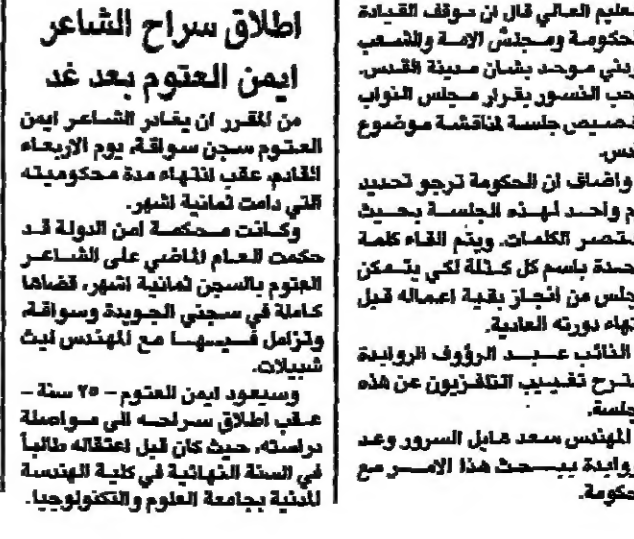 عليم العالي قال ان موقف القيادة
لحكومة ومجلس الامة والشعب
ردني موحد بشان مدينة القدس.
حب النسور بقرار مجلس النواب
صيص جلسة لمناقشة موضوع
دس.
واضاف ان الحكومة ترجو تحديد
م واحد لهذه الجلسة بحيث
ختصر الكلمات. ويتم القاء كلمة
حدة باسم كل كتلة لكي يتمكن
جلس من انجاز بقية اعماله قبل
تهاء دورته العادية.
النائب عبد الرؤوف الروابدة
ترح تغييب التلفزيون عن هذه
جلسة.
المهندس سعد هايل السرور وعد
روابدة ببحث هذا الامر مع
حكومة.
اطلاق سراح الشاعر
ايمن العتوم بعد غد
من المقرر ان يغادر الشاعر ايمن
العتوم سجن سواقة، يوم الاربعاء
القادم، عقب انتهاء مدة محكوميته
التي دامت ثمانية اشهر.
وكانت محكمة امن الدولة قد
حكمت العام الماضي على الشاعر
العتوم بالسجن ثمانية اشهر، قضاها
كاملة في سجني الجويدة وسواقة،
وتزامل فيهما مع المهندس ليث
شبيلات.
وسيعود ايمن العتوم – ٢٥ سنة –
عقب اطلاق سراحه الى مواصلة
دراسته، حيث كان قبل اعتقاله طالباً
في السنة النهائية في كلية الهندسة
المدنية بجامعة العلوم والتكنولوجيا.